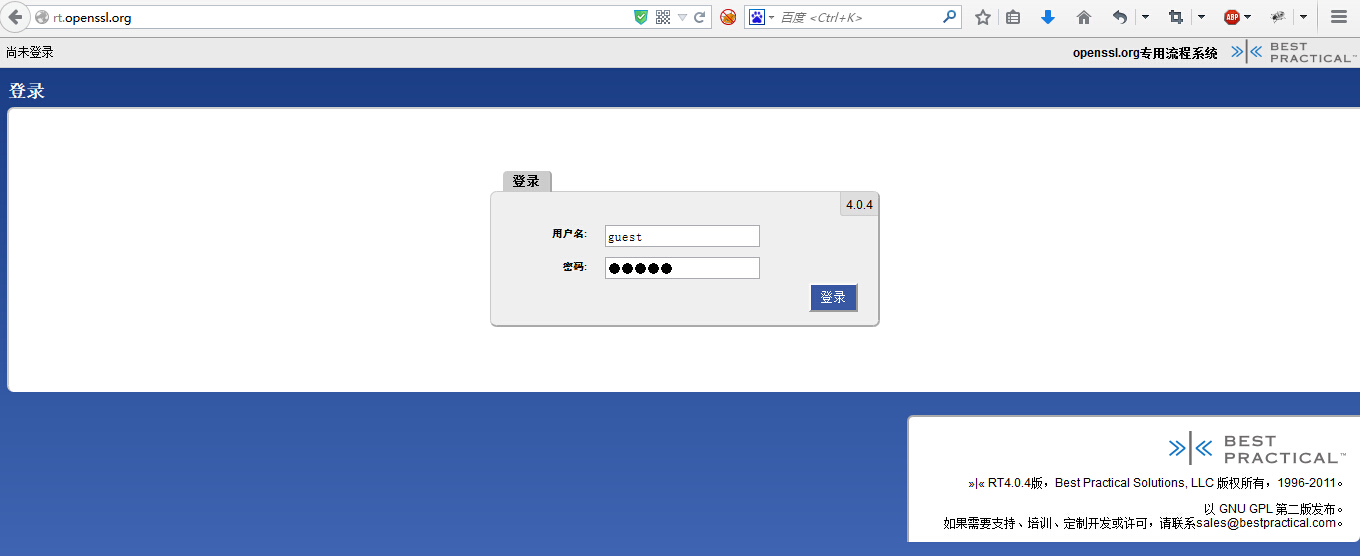 rt.openssl.org
百度 <Ctrl+K>
ABP
尚未登录
openssl.org专用流程系统
BEST
PRACTICAL™
登录
登录
4.0.4
用户名:
guest
密码:
登录
BEST
PRACTICAL™
»|« RT4.0.4版，Best Practical Solutions, LLC 版权所有，1996-2011。
以 GNU GPL 第二版发布。
如果需要支持、培训、定制开发或许可，请联系sales@bestpractical.com。